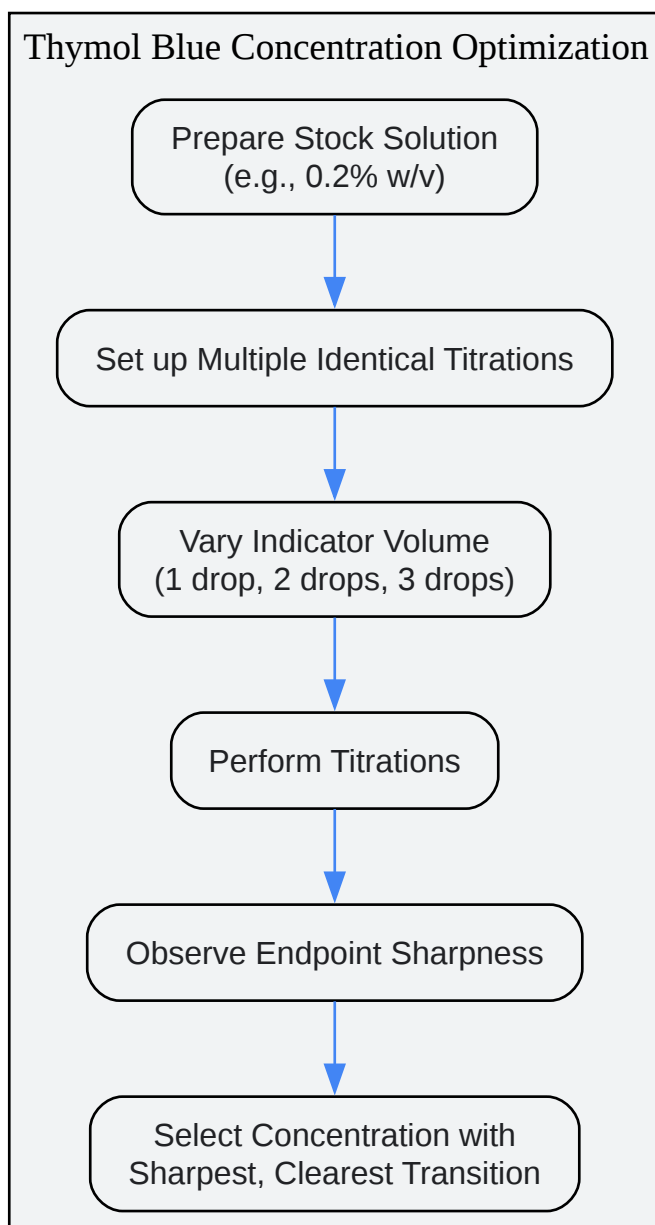 Thymol Blue Concentration Optimization
Prepare Stock Solution
(e.g., 0.2% w/v)
Set up Multiple Identical Titrations
Vary Indicator Volume
(1 drop, 2 drops, 3 drops)
Perform Titrations
Observe Endpoint Sharpness
Select Concentration with
Sharpest, Clearest Transition